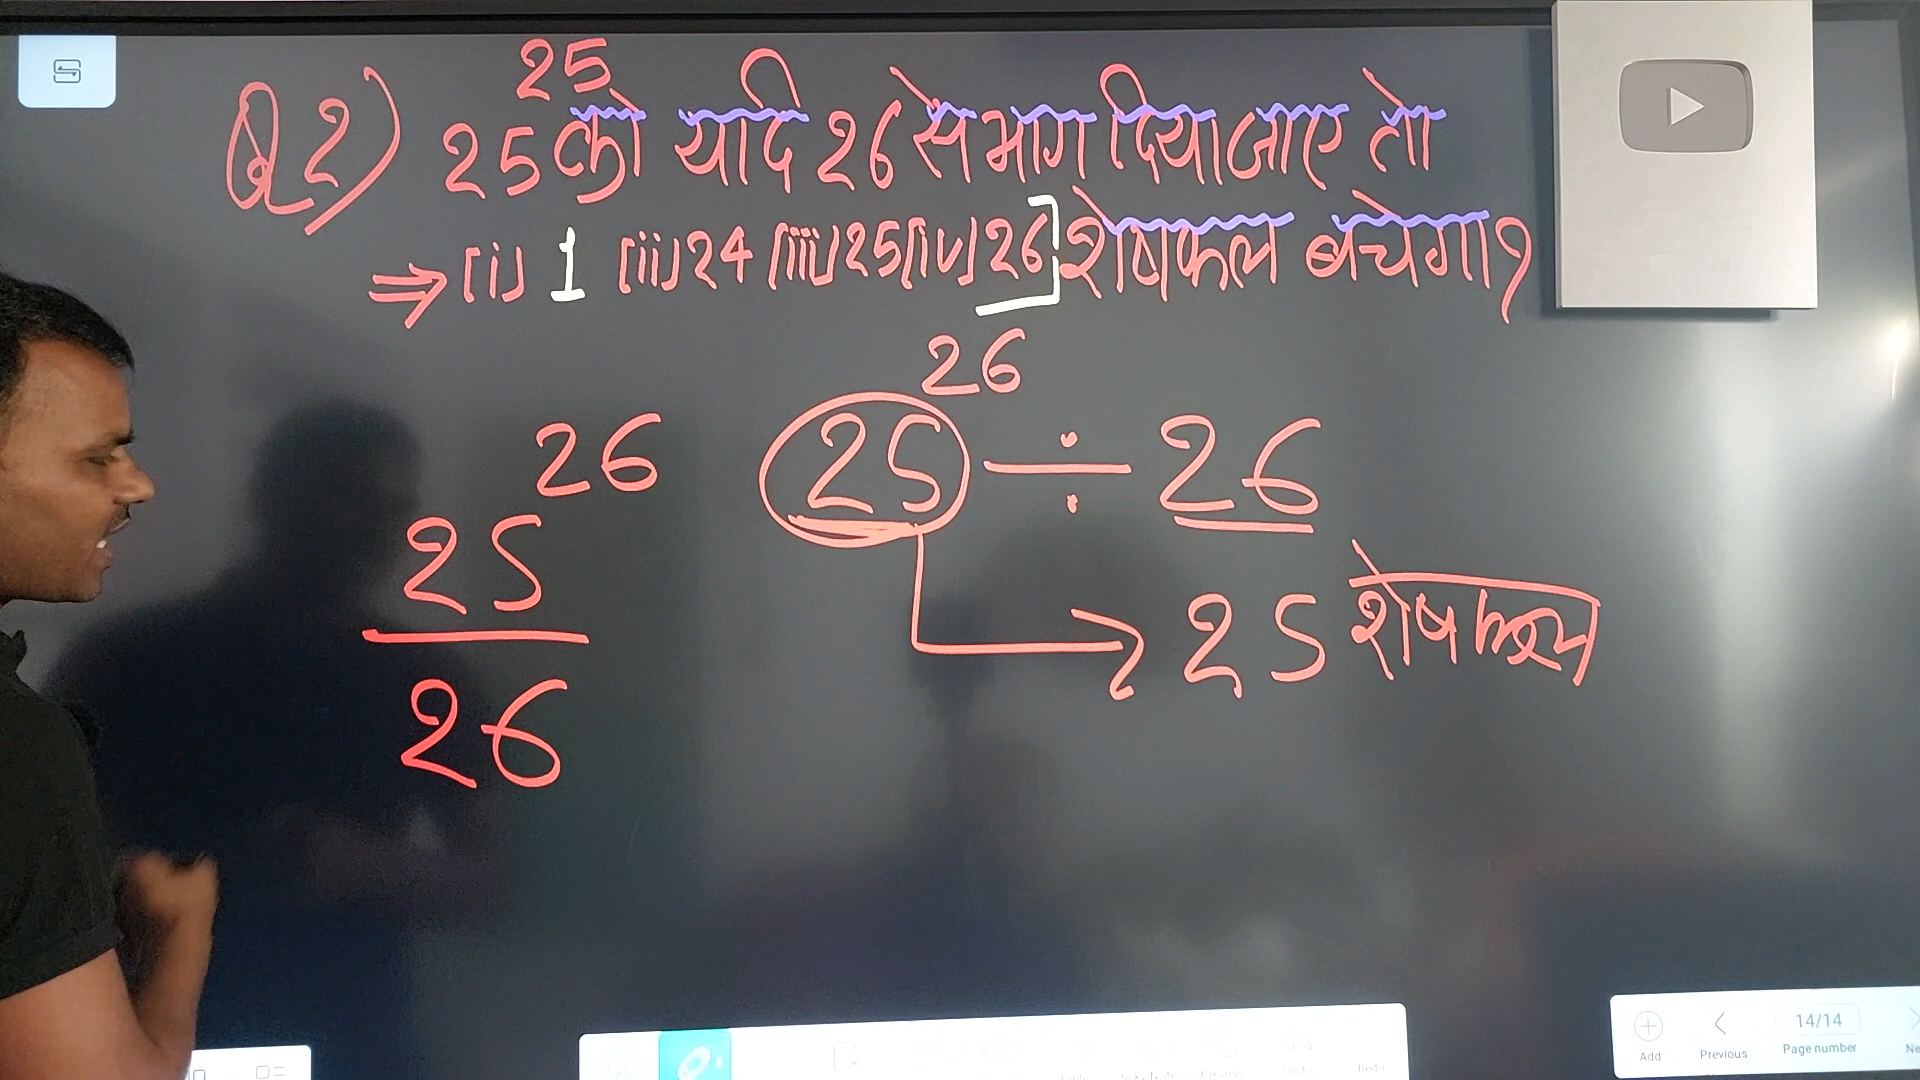 25
Q2) 25 को यदि 26 से भाग दिया जाए तो
⇒ (i) 1 (ii) 24 (iii) 25 (iv) 26] शेषफल बचेगा?
26
25 ÷ 26
26
25
26
25 शेषफल
14/14
Add Previous Page number Ne